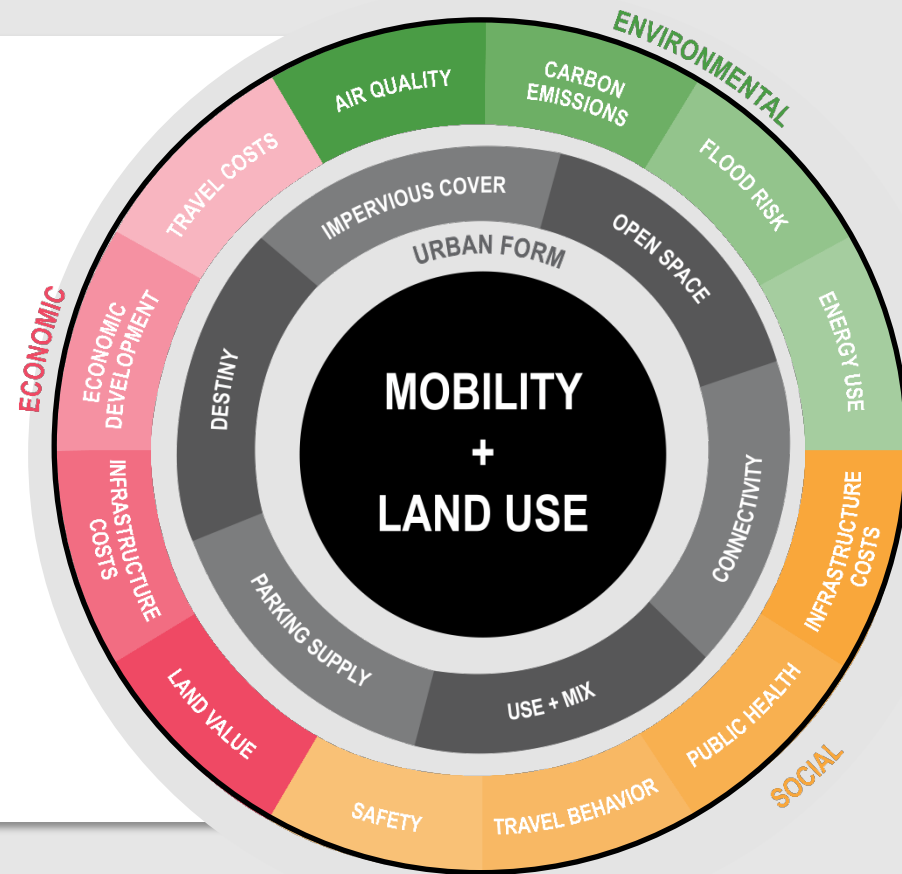 ENVIRONMENTAL
AIR QUALITY
CARBON
EMISSIONS
FLOOD RISK
ENERGY USE
SOCIAL
INFRASTRUCTURE
COSTS
PUBLIC HEALTH
TRAVEL BEHAVIOR
SAFETY
ECONOMIC
LAND VALUE
INFRASTRUCTURE
COSTS
ECONOMIC
DEVELOPMENT
TRAVEL COSTS
URBAN FORM
IMPERVIOUS COVER
OPEN SPACE
CONNECTIVITY
USE + MIX
PARKING SUPPLY
DESTINY
MOBILITY
+
LAND USE